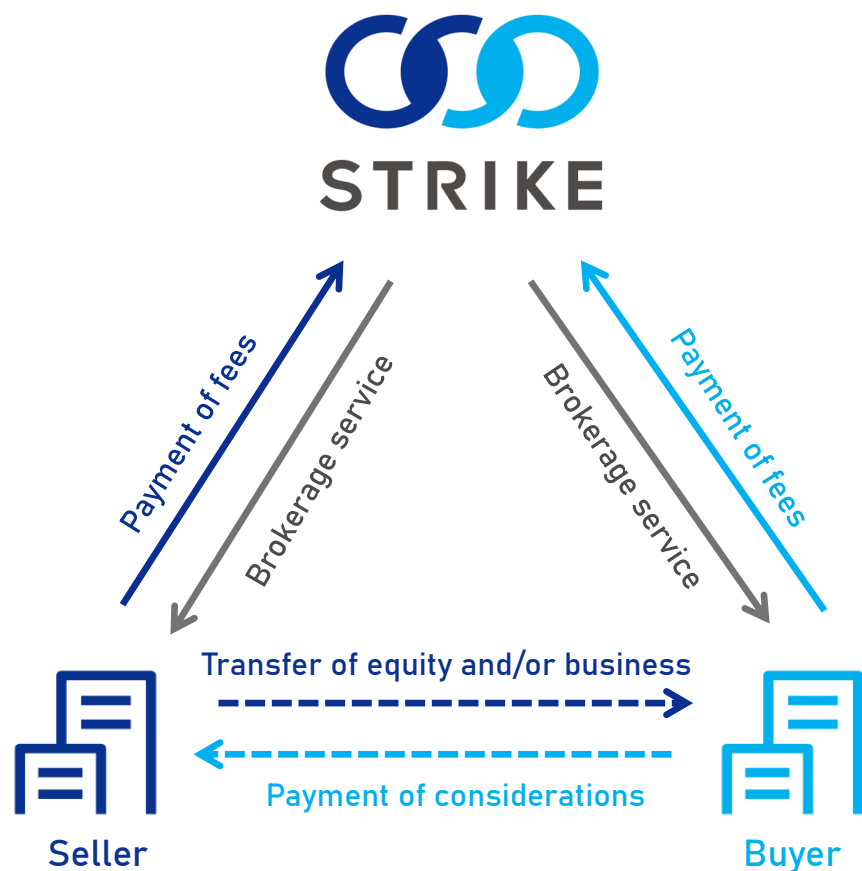 STRIKE
Payment of fees
Brokerage service
Brokerage service
Payment of fees
Transfer of equity and/or business
Payment of considerations
Seller
Buyer